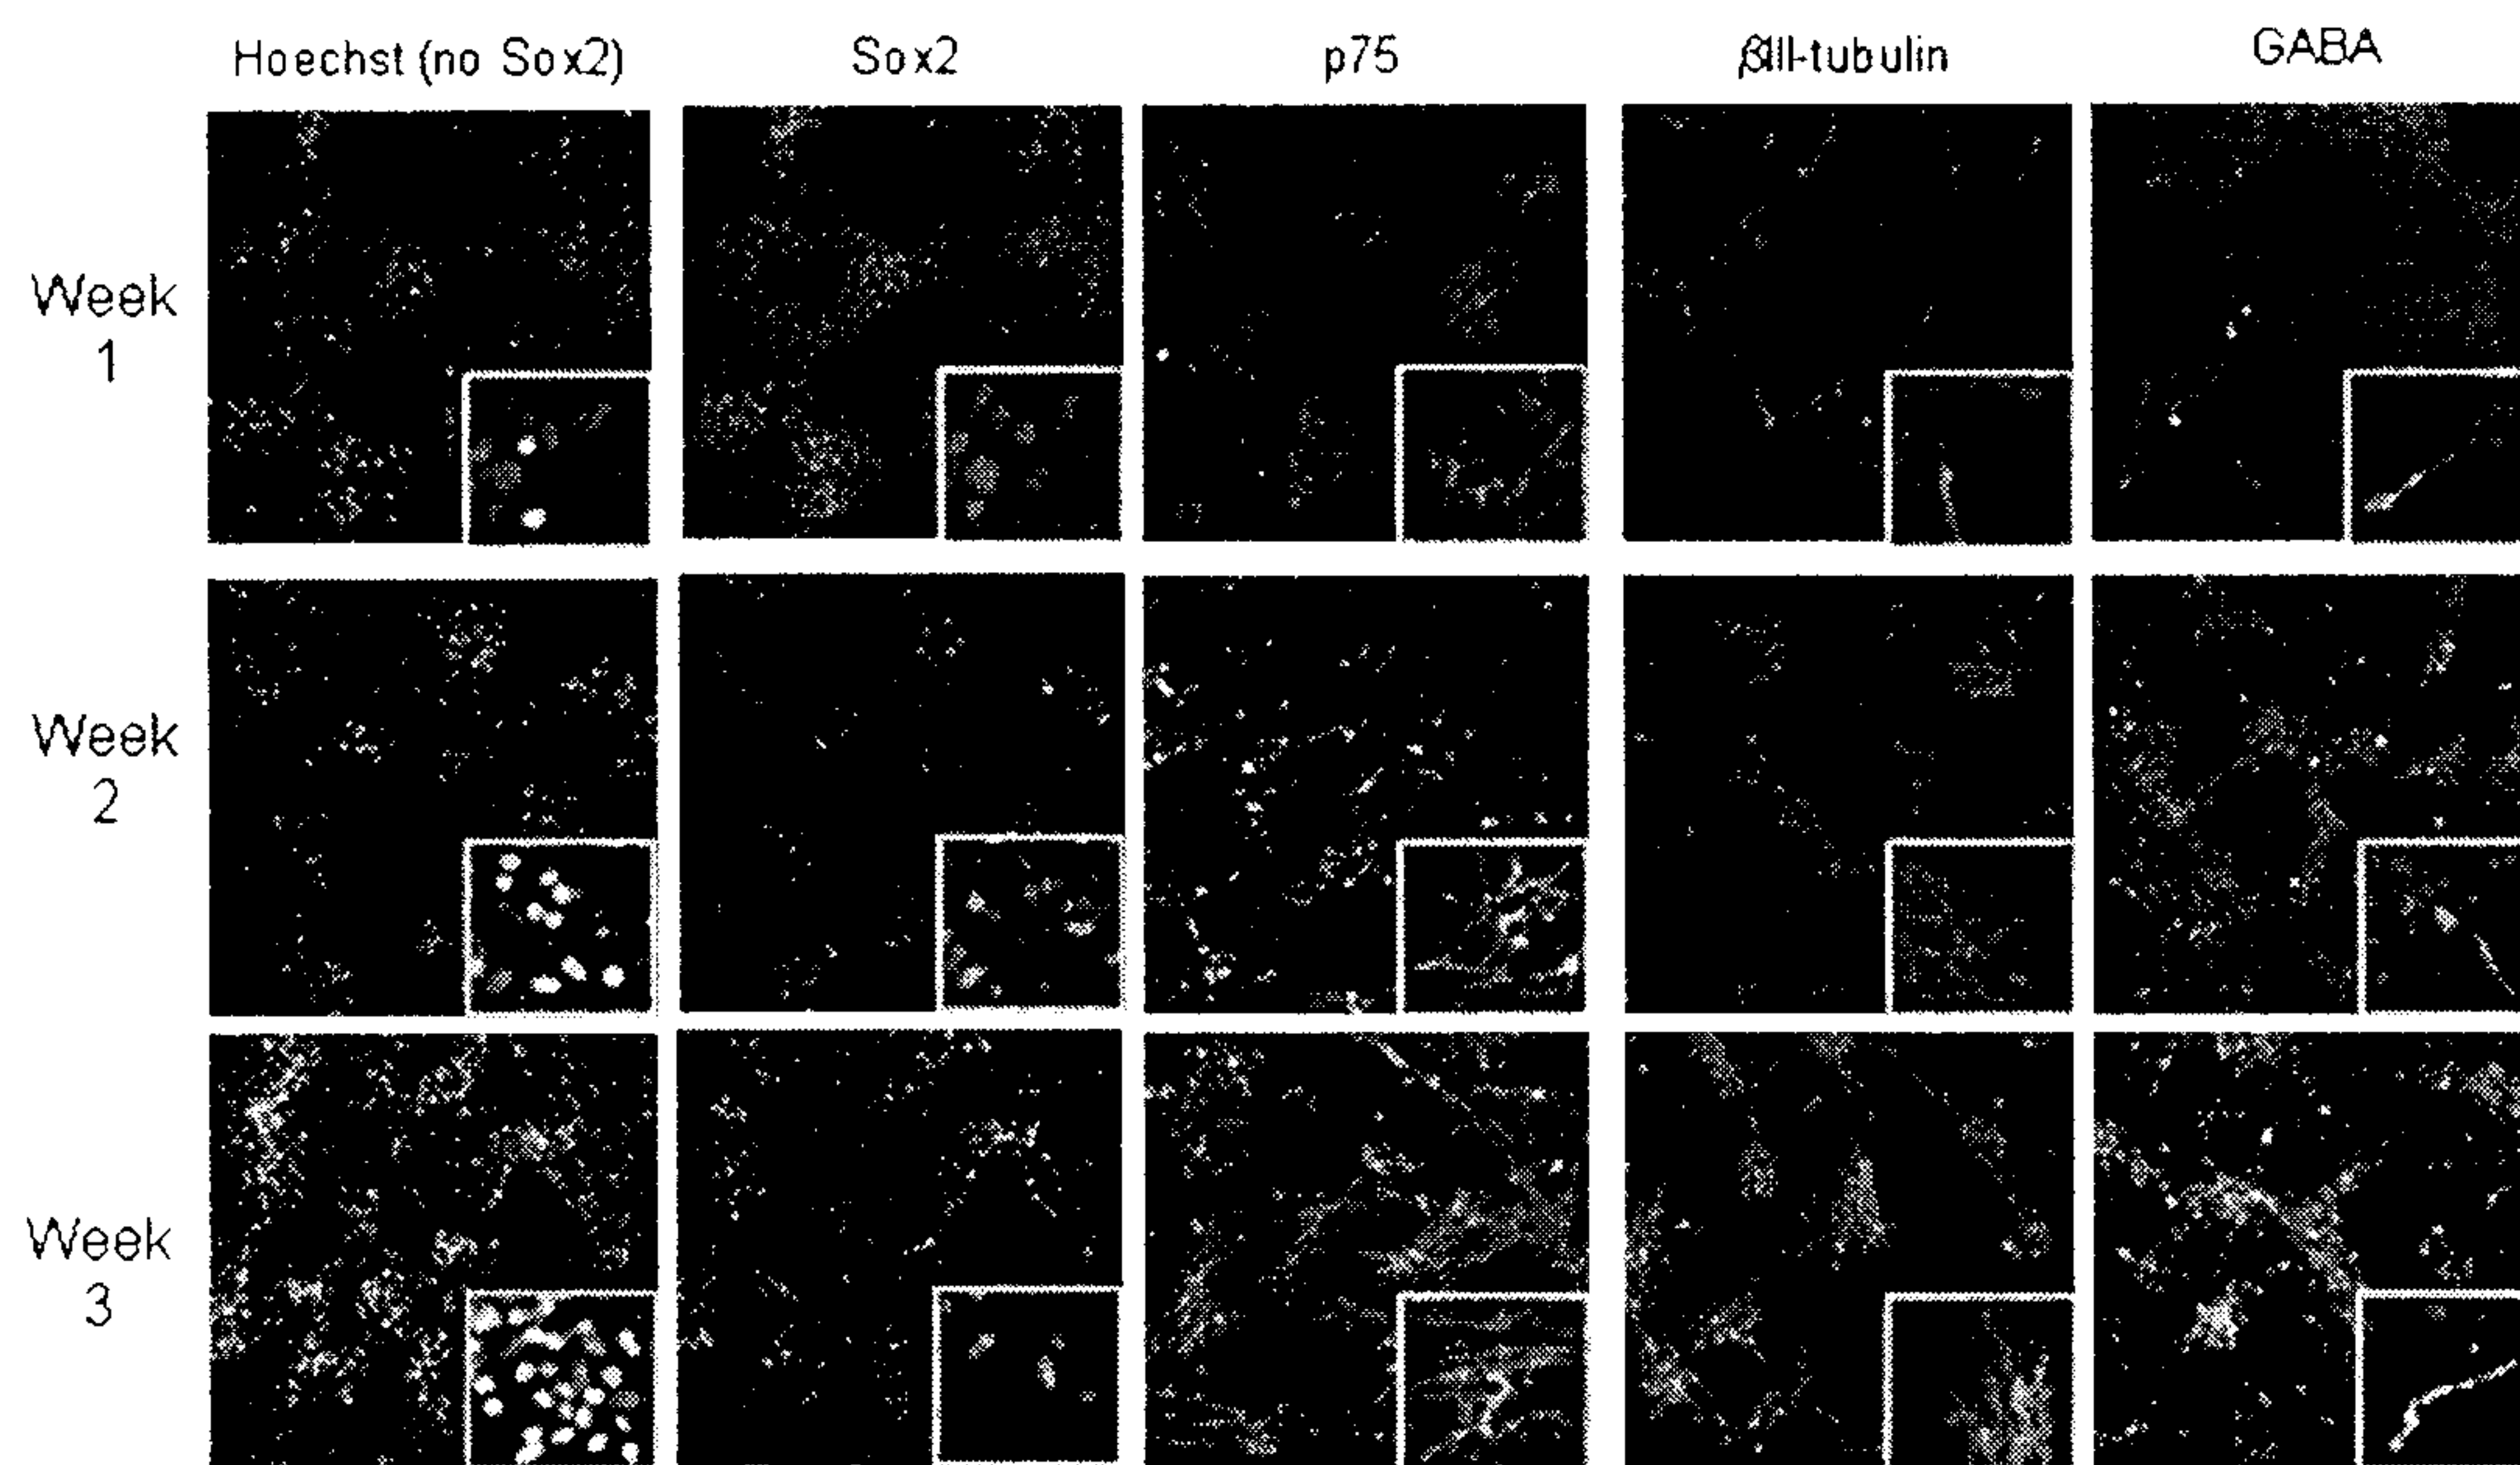 Hoechst (no Sox2) Sox2 p75 βIII-tubulin GABA
Week
1
Week
2
Week
3